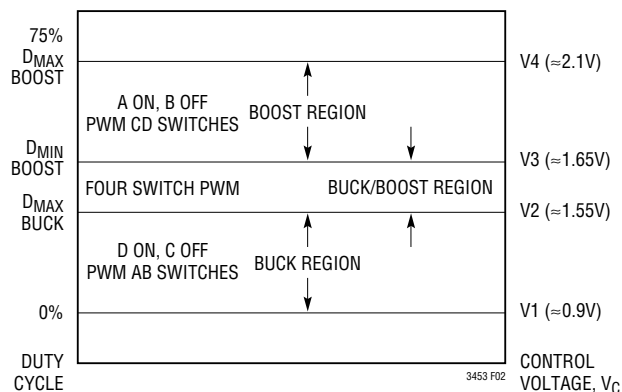 75%
DMAX
BOOST
V4 (≈2.1V)
A ON, B OFF
PWM CD SWITCHES
BOOST REGION
DMIN
BOOST
V3 (≈1.65V)
FOUR SWITCH PWM
BUCK/BOOST REGION
DMAX
BUCK
V2 (≈1.55V)
D ON, C OFF
PWM AB SWITCHES
BUCK REGION
0%
V1 (≈0.9V)
DUTY
CYCLE
3453 F02
CONTROL
VOLTAGE, VC